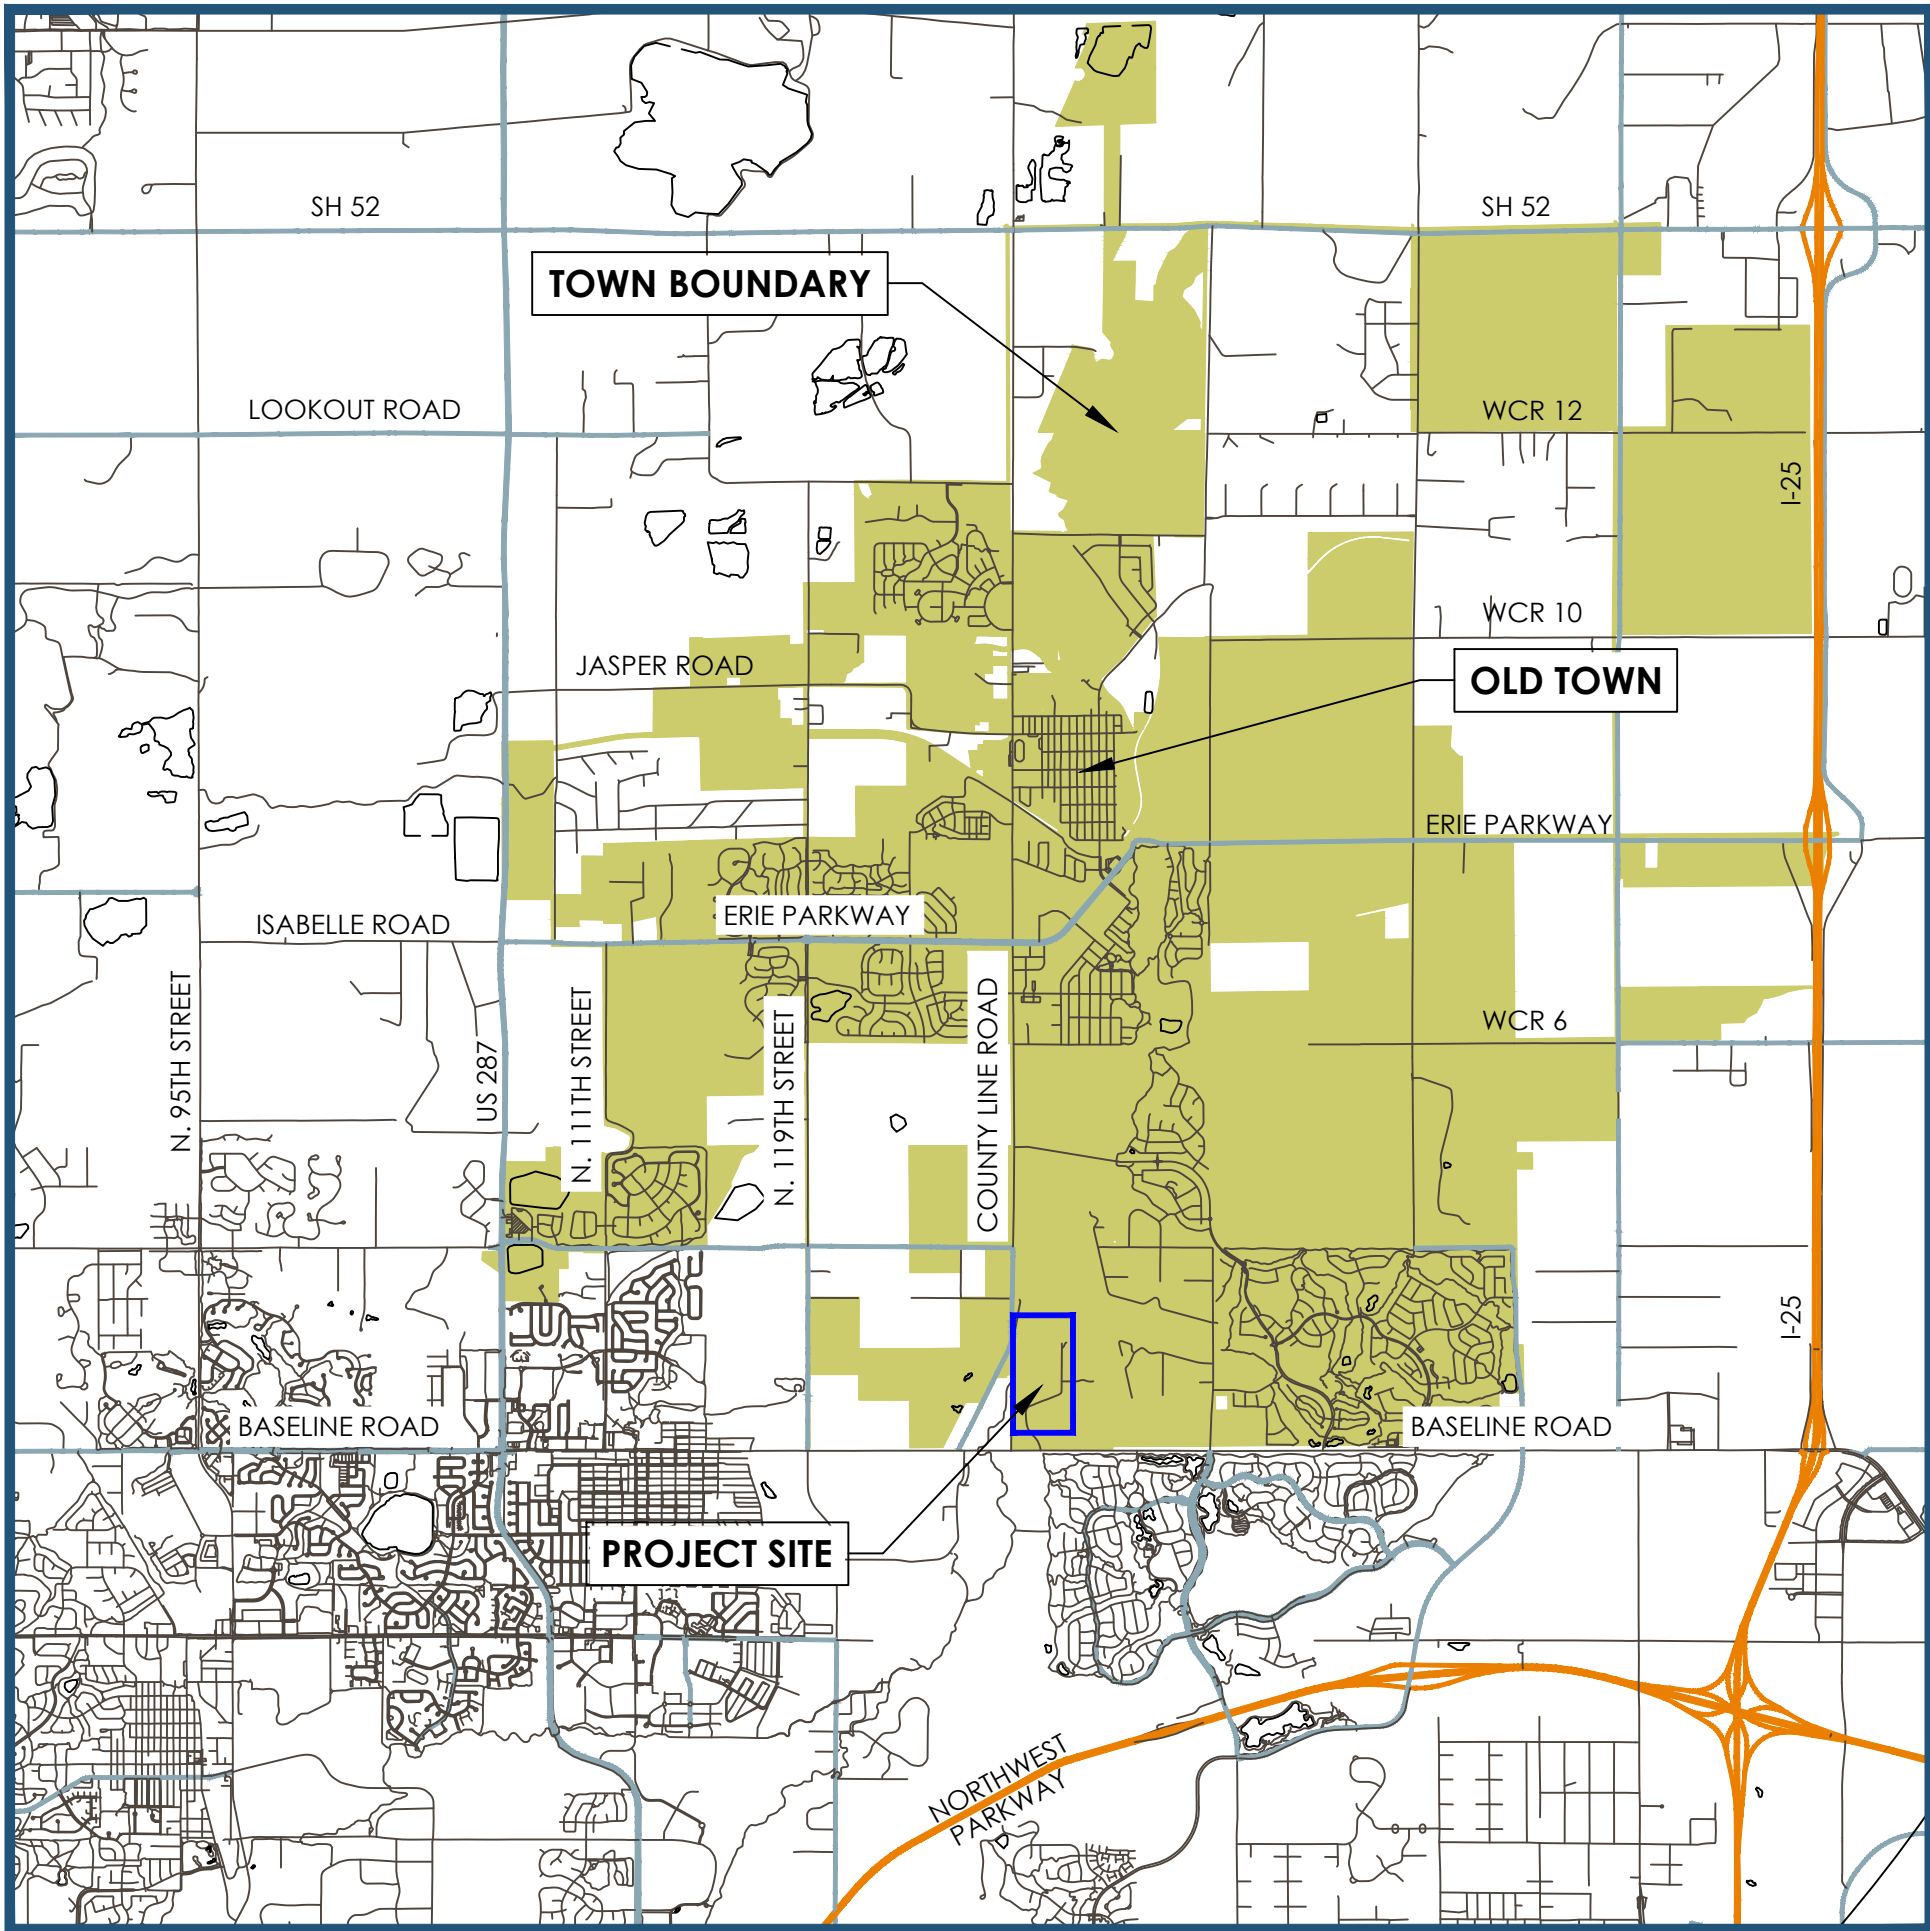 SH 52
SH 52
TOWN BOUNDARY
LOOKOUT ROAD
WCR 12
I-25
WCR 10
JASPER ROAD
OLD TOWN
ERIE PARKWAY
ERIE PARKWAY
ISABELLE ROAD
N. 95TH STREET
US 287
N. 111TH STREET
N. 119TH STREET
COUNTY LINE ROAD
WCR 6
I-25
BASELINE ROAD
BASELINE ROAD
PROJECT SITE
NORTHWEST
PARKWAY